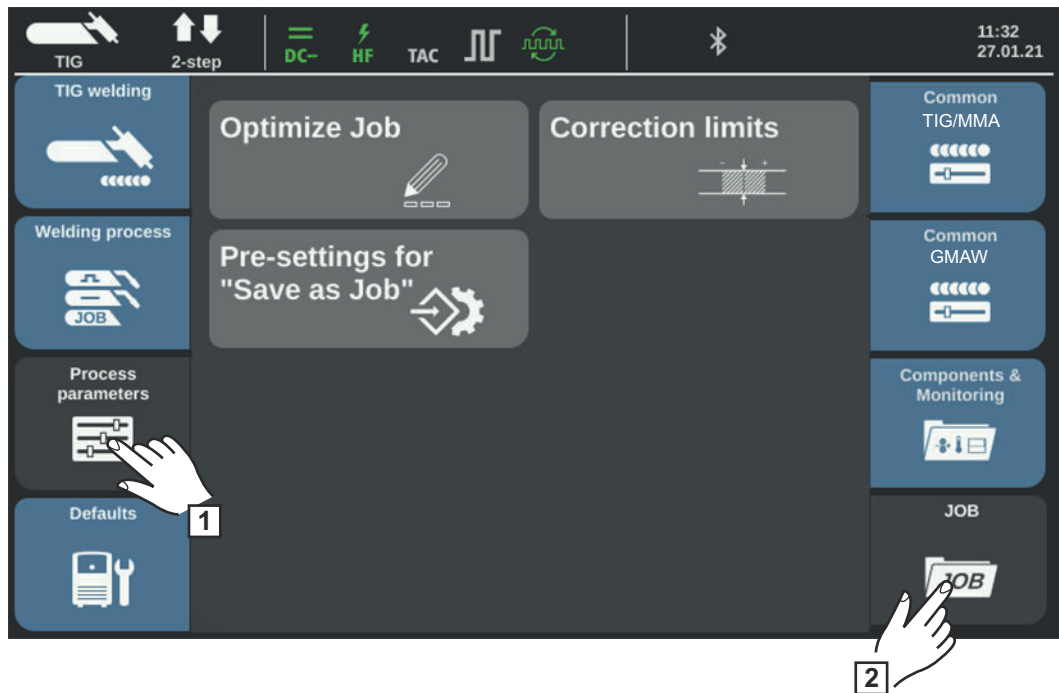 TIG
2-step
DC–
HF
TAC
11:32
27.01.21
TIG welding
Welding process
JOB
Process
parameters
1
Defaults
Optimize Job
- +
Correction limits
Pre-settings for
"Save as Job"
Common
TIG/MMA
Common
GMAW
Components &
Monitoring
JOB
JOB
2